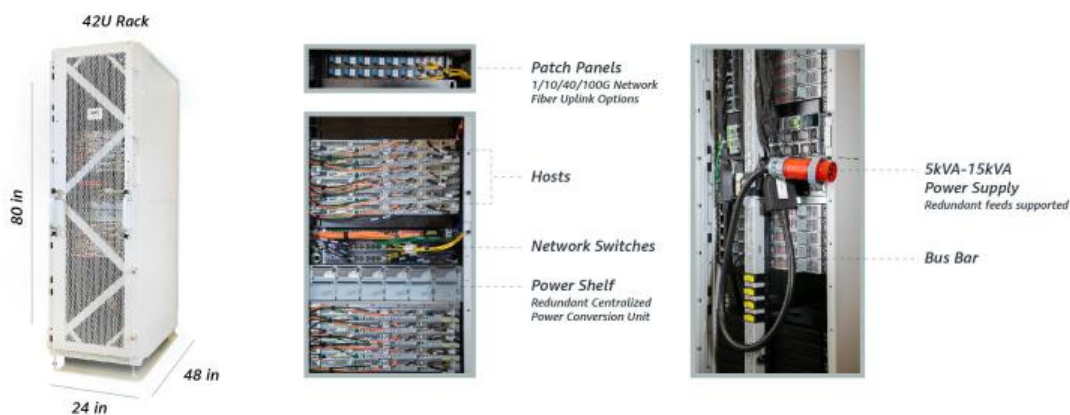 42U Rack
80 in
48 in
24 in
Patch Panels
1/10/40/100G Network
Fiber Uplink Options
Hosts
Network Switches
Power Shelf
Redundant Centralized
Power Conversion Unit
5kVA-15kVA
Power Supply
Redundant feeds supported
Bus Bar